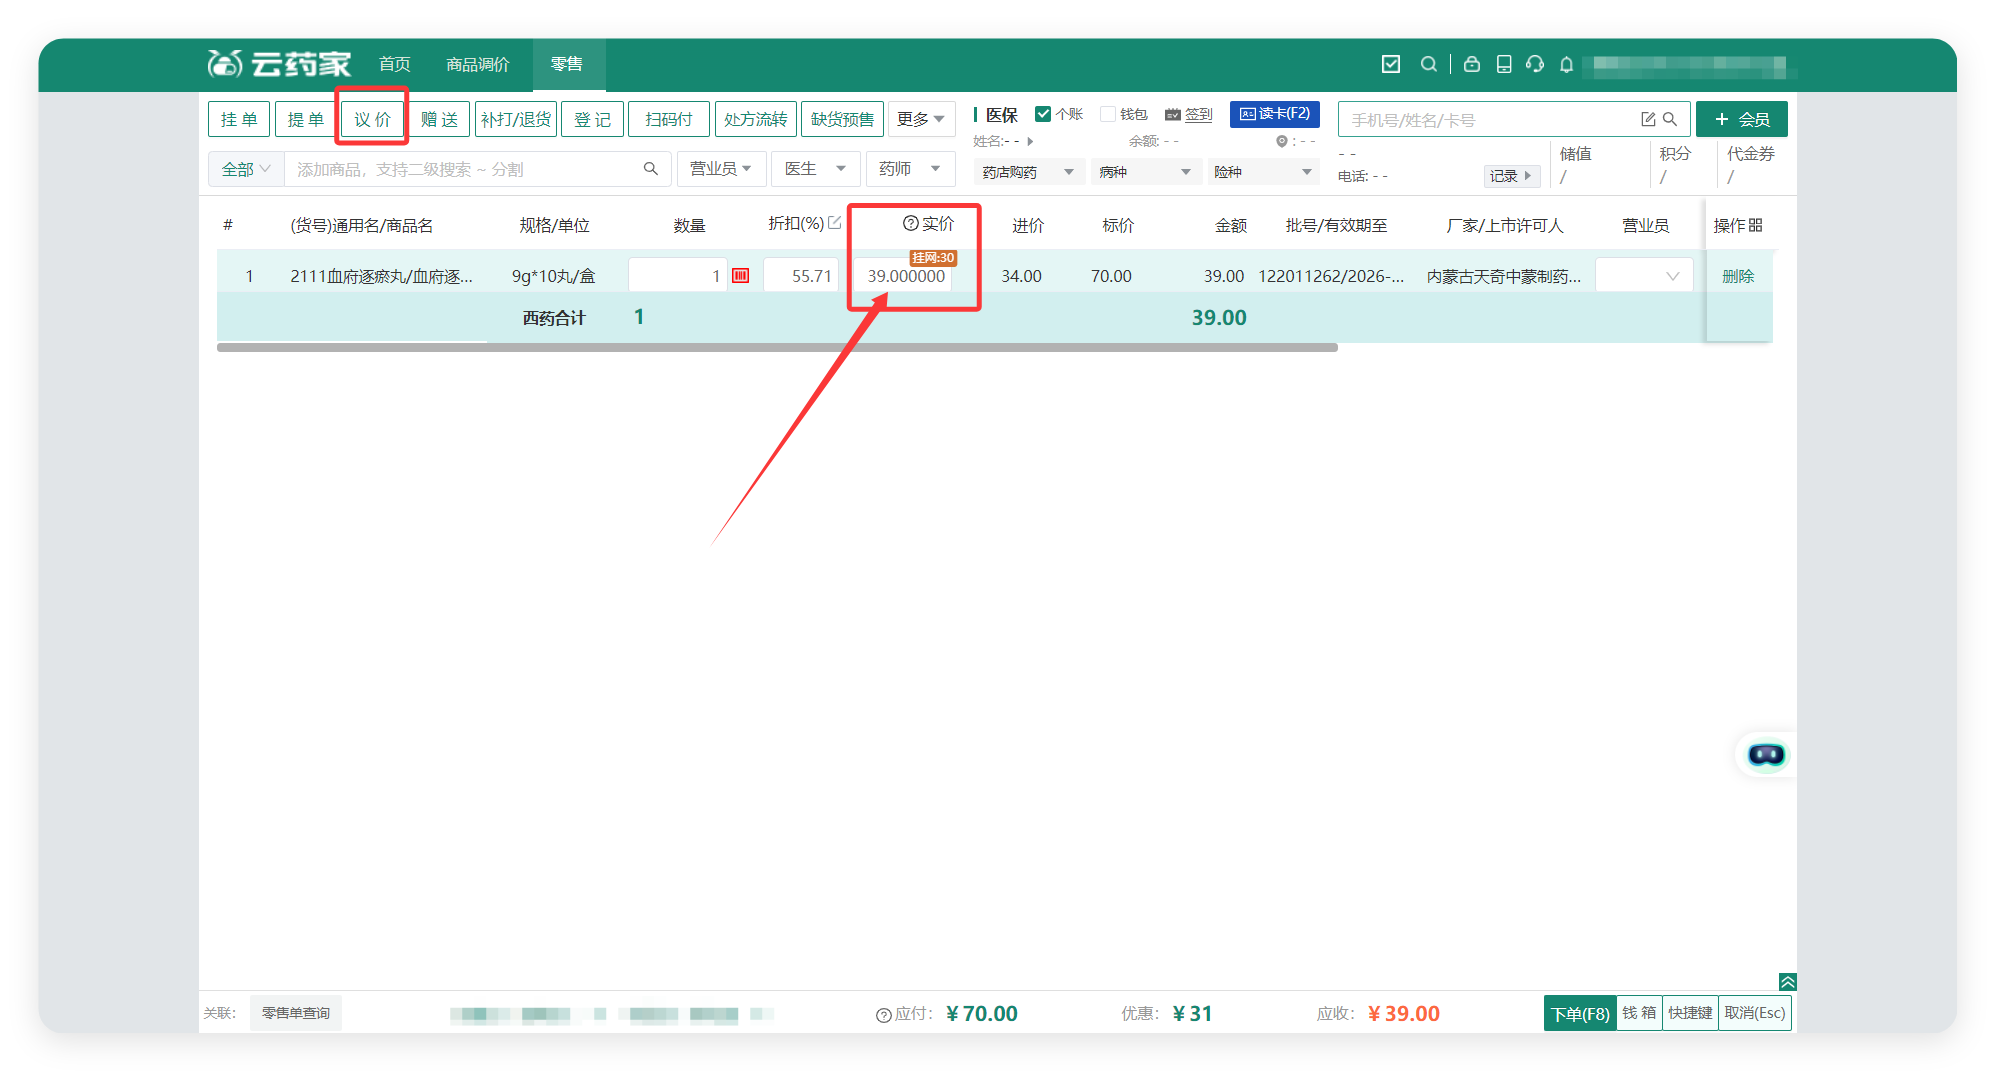 云药家 首页 商品调价 零售
挂 单 提 单 议 价 赠 送 补打/退货 登 记 扫码付 处方流转 缺货预售 更多
医保 个账 钱包 签到 读卡(F2)
手机号/姓名/卡号
+ 会员
姓名:- - 余额: - - : - -
全部 添加商品，支持二级搜索 ~ 分割 营业员 医生 药师
药店购药 病种 险种
- -
电话: - - 记录
储值 积分 代金券
/ / /
# (货号)通用名/商品名 规格/单位 数量 折扣(%) 实价 进价 标价 金额 批号/有效期至 厂家/上市许可人 营业员 操作
挂网:30
1 2111血府逐瘀丸/血府逐... 9g*10丸/盒 1 55.71 39.000000 34.00 70.00 39.00 122011262/2026-... 内蒙古天奇中蒙制药... 删除
西药合计 1 39.00
关联: 零售单查询 应付: ¥70.00 优惠: ¥31 应收: ¥39.00 下单(F8) 钱 箱 快捷键 取消(Esc)